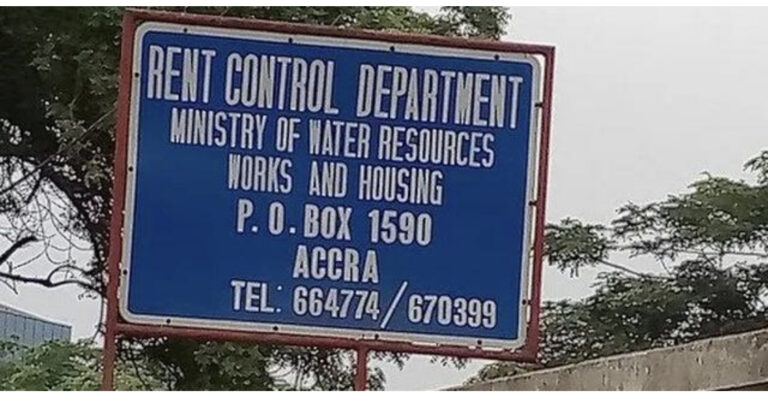 RENT CONTROL DEPARTMENT
MINISTRY OF WATER RESOURCES
WORKS AND HOUSING
P. O. BOX 1590
ACCRA
TEL: 664774/670399